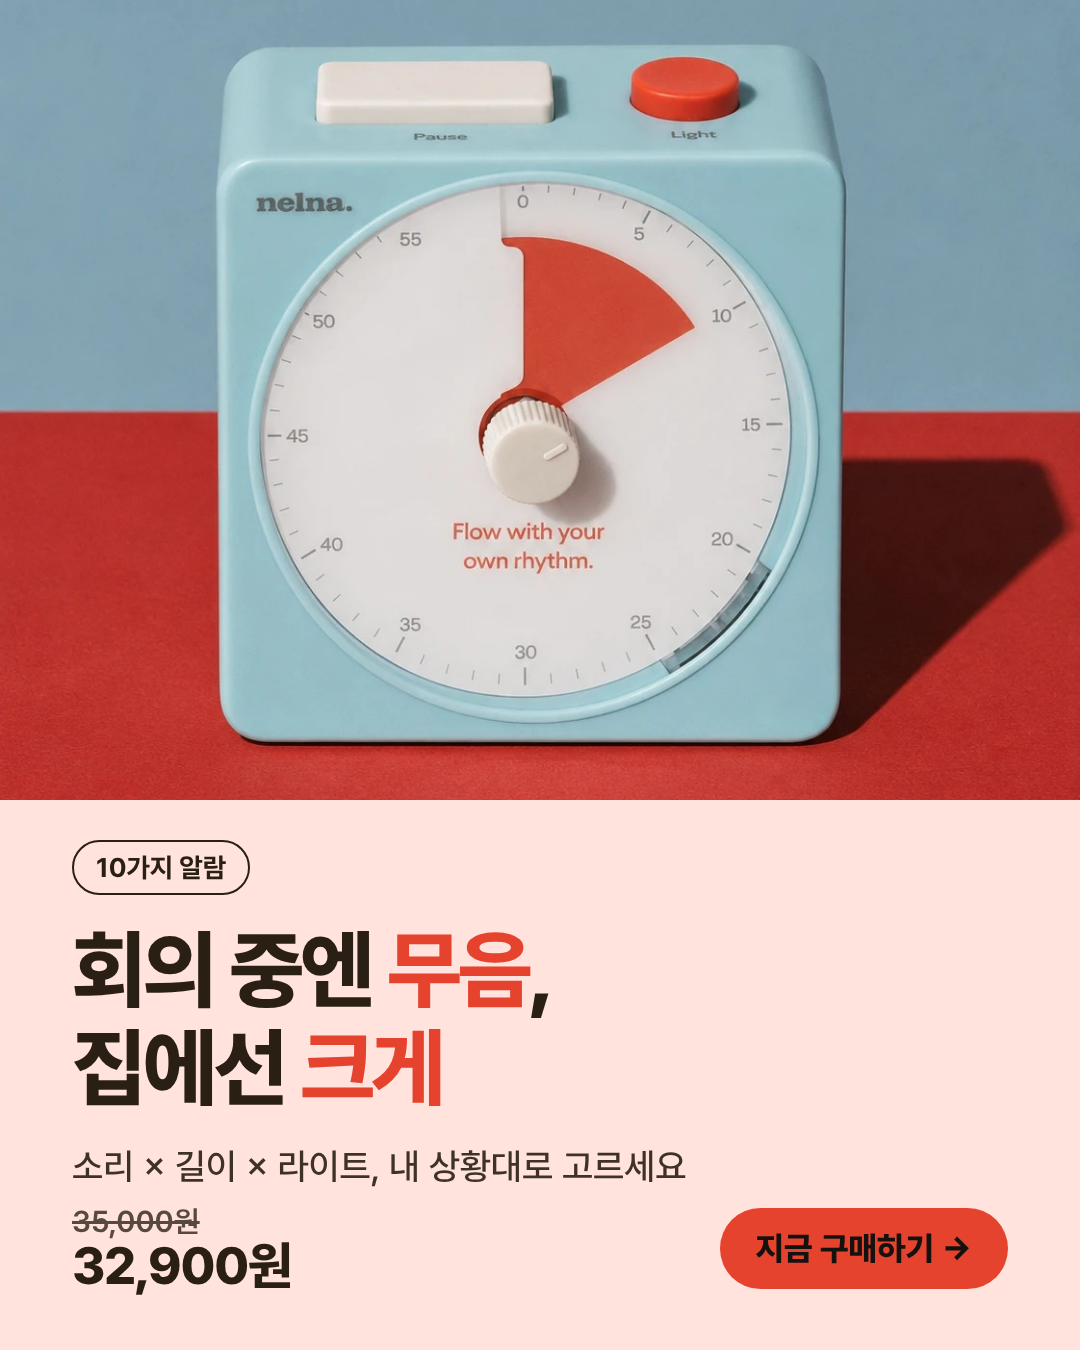 Pause
Light
nelna.
0
5
10
15
20
25
30
35
40
45
50
55
Flow with your
own rhythm.
10가지 알람
회의 중엔 무음,
집에선 크게
소리 × 길이 × 라이트, 내 상황대로 고르세요
35,000원
32,900원
지금 구매하기 →